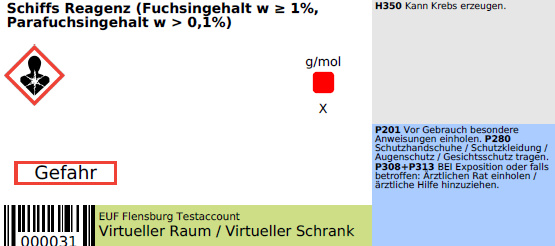 Schiffs Reagenz (Fuchsingehalt w ≥ 1%,
Parafuchsingehalt w > 0,1%)
g/mol
X
Gefahr
H350 Kann Krebs erzeugen.
P201 Vor Gebrauch besondere
Anweisungen einholen. P280
Schutzhandschuhe / Schutzkleidung /
Augenschutz / Gesichtsschutz tragen.
P308+P313 BEI Exposition oder falls
betroffen: Ärztlichen Rat einholen /
ärztliche Hilfe hinzuziehen.
000031
EUF Flensburg Testaccount
Virtueller Raum / Virtueller Schrank